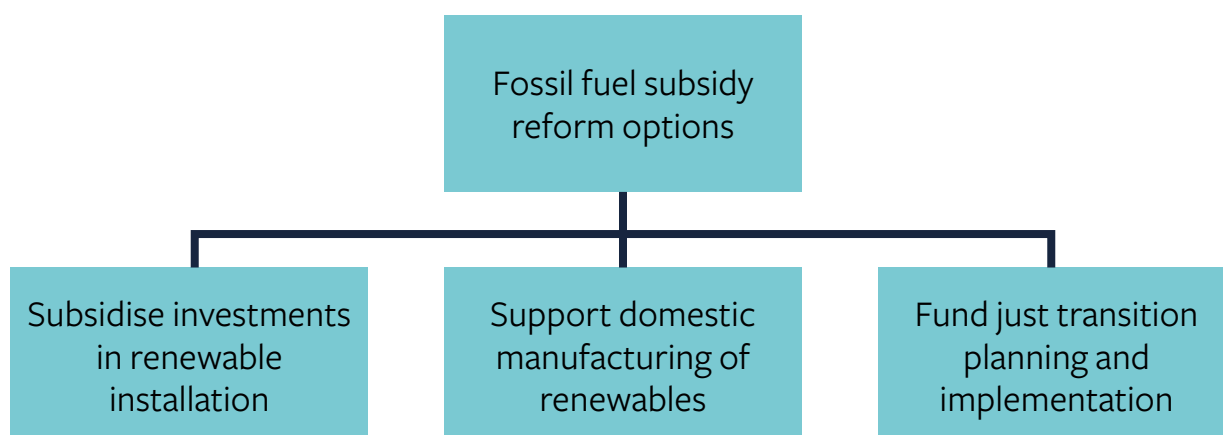 Fossil fuel subsidy
reform options
Subsidise investments
in renewable
installation
Support domestic
manufacturing of
renewables
Fund just transition
planning and
implementation